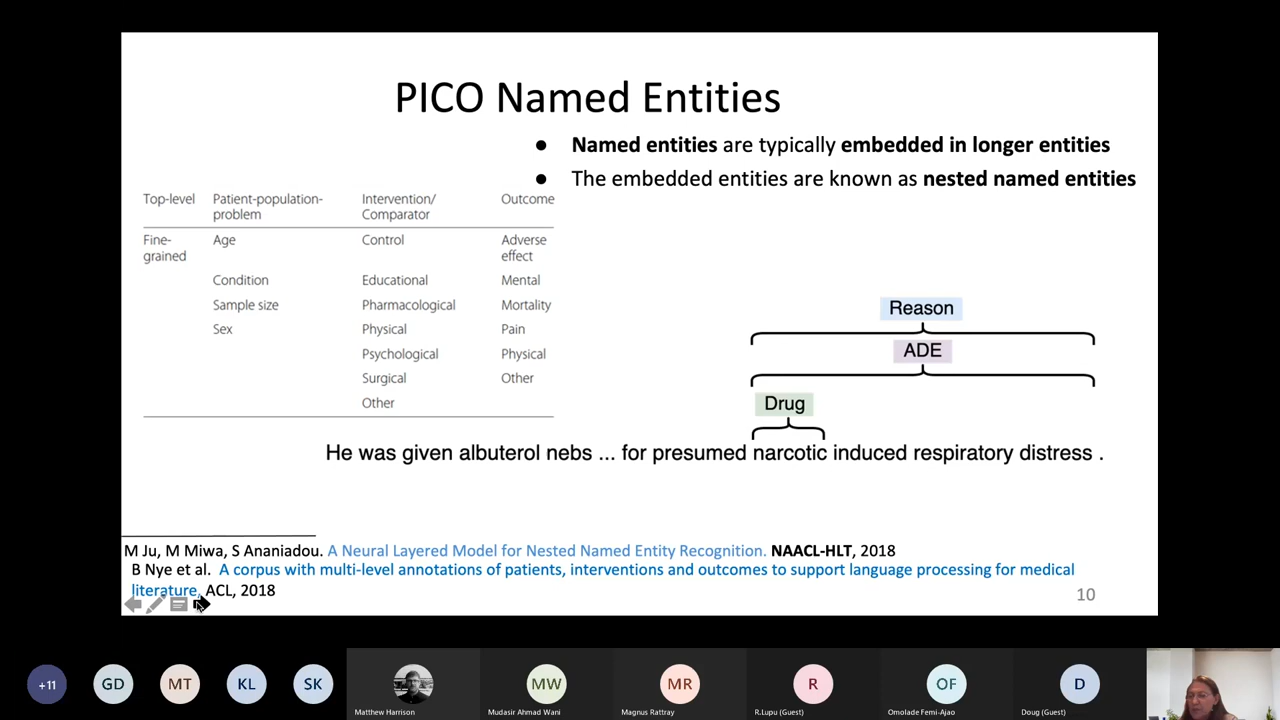 PICO Named Entities
● Named entities are typically embedded in longer entities
● The embedded entities are known as nested named entities
Top-level Patient-population- Intervention/ Outcome
problem Comparator
Fine- Age Control Adverse
grained effect
Condition Educational Mental
Sample size Pharmacological Mortality
Sex Physical Pain
Psychological Physical
Surgical Other
Other
Reason
ADE
Drug
He was given albuterol nebs ... for presumed narcotic induced respiratory distress .
M Ju, M Miwa, S Ananiadou. A Neural Layered Model for Nested Named Entity Recognition. NAACL-HLT, 2018
B Nye et al. A corpus with multi-level annotations of patients, interventions and outcomes to support language processing for medical
literature, ACL, 2018
10
+11 GD MT KL SK MW MR R OF D
Matthew Harrison Mudasir Ahmad Wani Magnus Rattray R.Lupu (Guest) Omolade Femi-Ajao Doug (Guest)